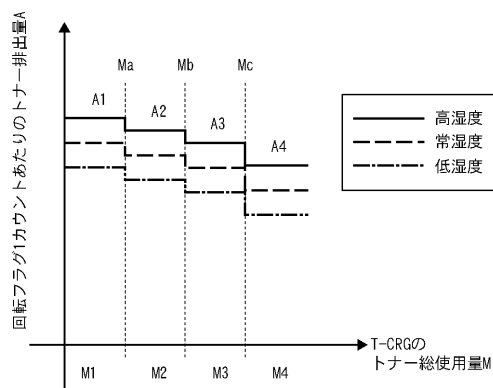 回転フラグ1カウントあたりのトナー排出量A
Ma
Mb
Mc
A1
A2
A3
A4
高湿度
常湿度
低湿度
T-CRGの
トナー総使用量M
M1
M2
M3
M4